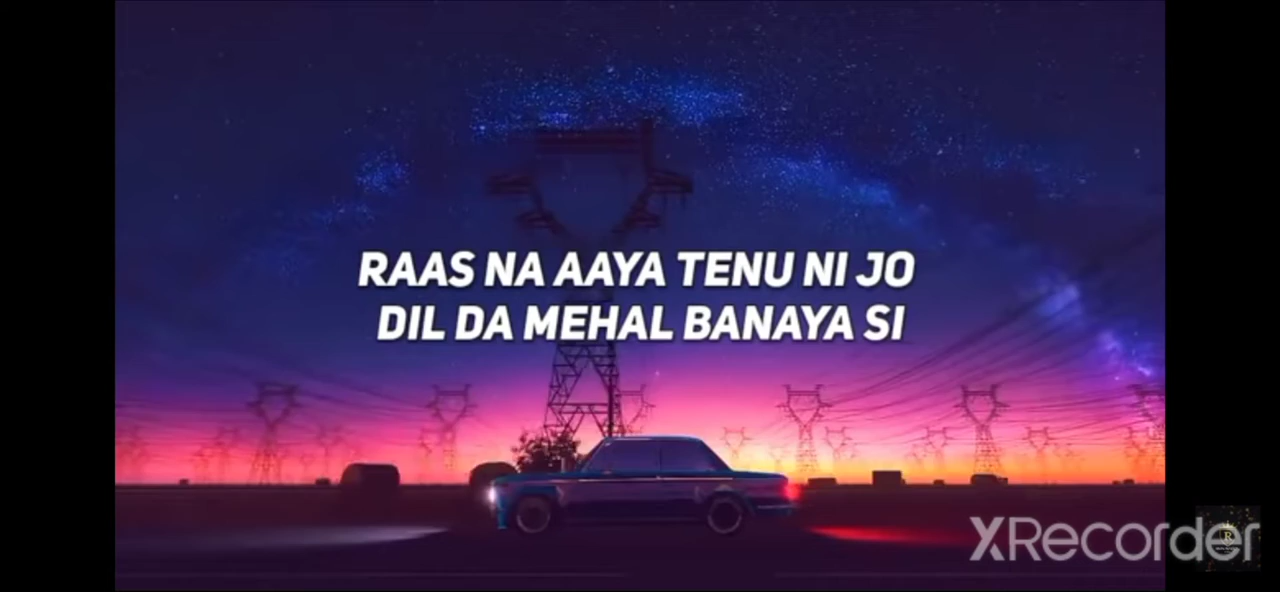 RAAS NA AAYA TENU NI JO
DIL DA MEHAL BANAYA SI
XRecorder
R